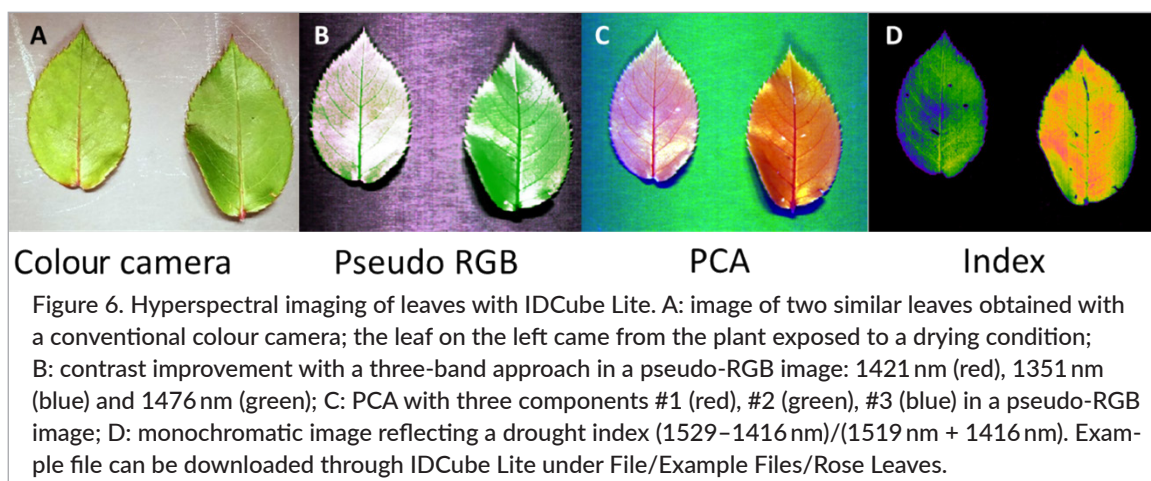 A B C D
Colour camera Pseudo RGB PCA Index
Figure 6. Hyperspectral imaging of leaves with IDCube Lite. A: image of two similar leaves obtained with
a conventional colour camera; the leaf on the left came from the plant exposed to a drying condition;
B: contrast improvement with a three-band approach in a pseudo-RGB image: 1421 nm (red), 1351 nm
(blue) and 1476 nm (green); C: PCA with three components #1 (red), #2 (green), #3 (blue) in a pseudo-RGB
image; D: monochromatic image reflecting a drought index (1529–1416 nm)/(1519 nm + 1416 nm). Exam-
ple file can be downloaded through IDCube Lite under File/Example Files/Rose Leaves.